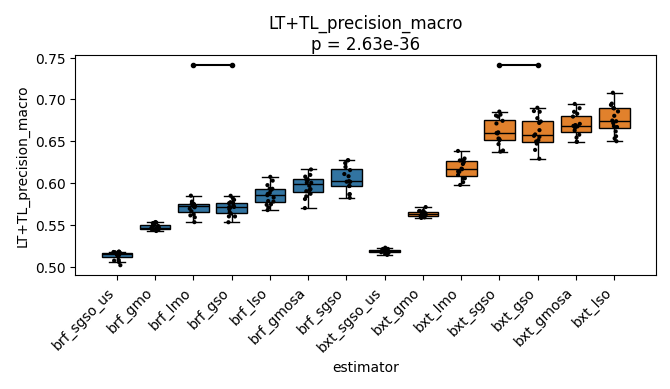 LT+TL_precision_macro
p = 2.63e-36
LT+TL_precision_macro
0.75
0.70
0.65
0.60
0.55
0.50
brf_sgso_us
brf_gmo
brf_lmo
brf_gso
brf_lso
brf_gmosa
brf_sgso
bxt_sgso_us
bxt_gmo
bxt_lmo
bxt_sgso
bxt_gso
bxt_gmosa
bxt_lso
estimator